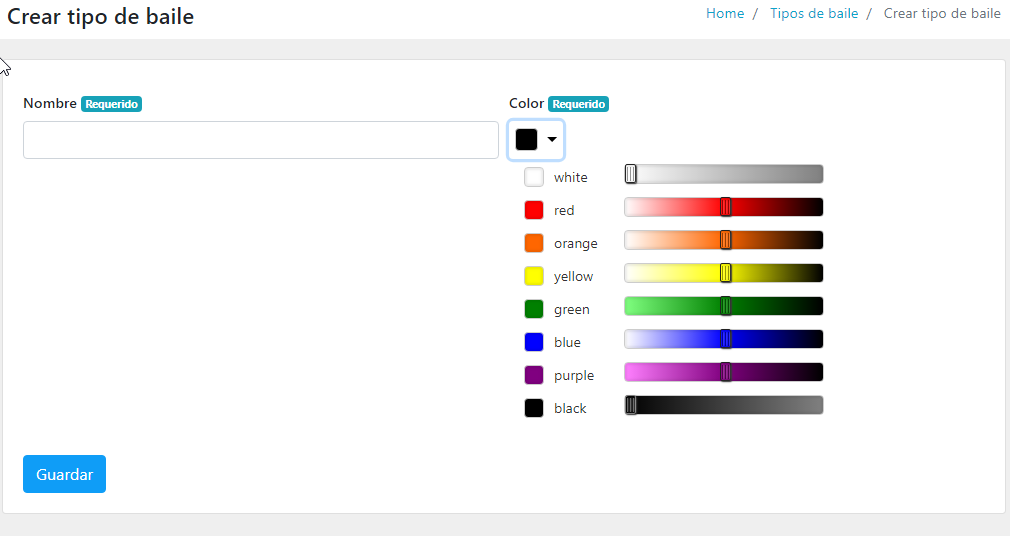 Crear tipo de baile
Home / Tipos de baile / Crear tipo de baile
Nombre Requerido
Color Requerido
white
red
orange
yellow
green
blue
purple
black
Guardar